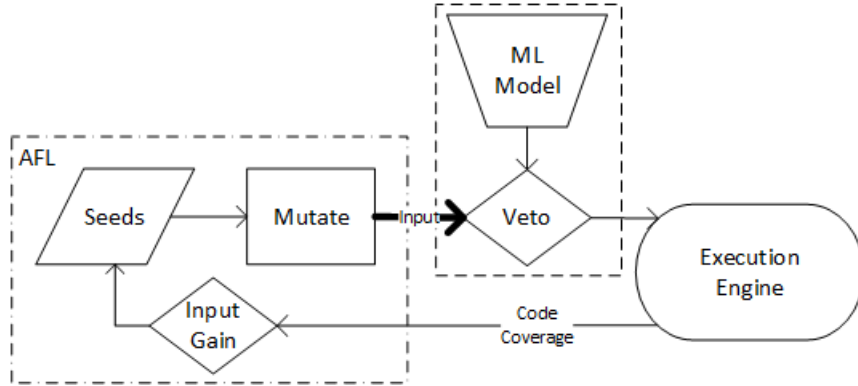 ML
Model
AFL
Seeds
Mutate
Input
Veto
Execution
Engine
Input
Gain
Code
Coverage